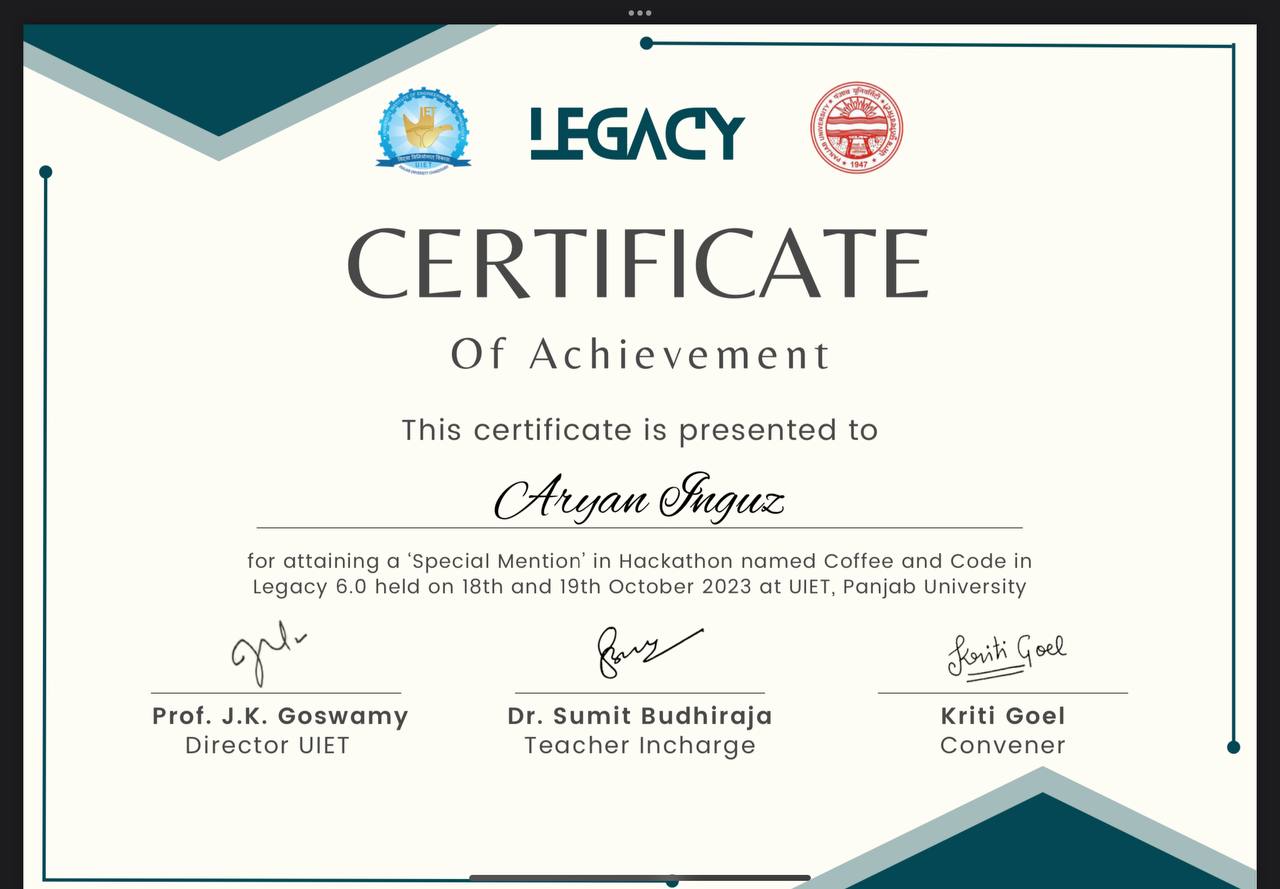 IET
UIET
LEGACY
PANJAB UNIVERSITY
पंजाब यूनिवर्सिटी
1947
CERTIFICATE
Of Achievement
This certificate is presented to
Aryan Inguz
for attaining a ‘Special Mention’ in Hackathon named Coffee and Code in
Legacy 6.0 held on 18th and 19th October 2023 at UIET, Panjab University
Kriti Goel
Prof. J.K. Goswamy
Dr. Sumit Budhiraja
Kriti Goel
Director UIET
Teacher Incharge
Convener